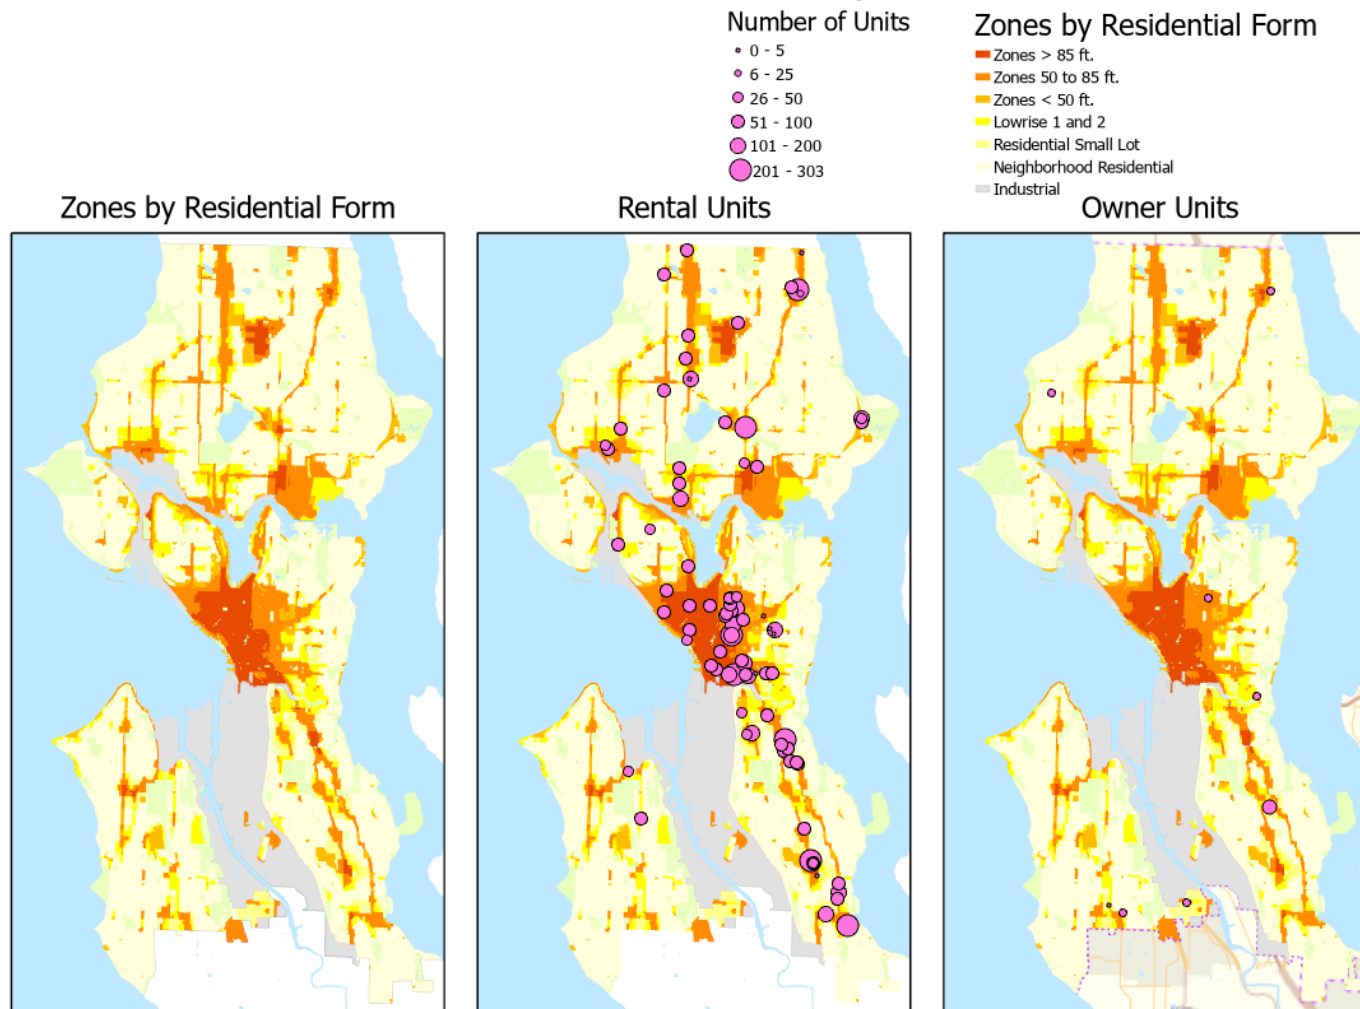 Number of Units
0 - 5
6 - 25
26 - 50
51 - 100
101 - 200
201 - 303
Zones by Residential Form
Zones > 85 ft.
Zones 50 to 85 ft.
Zones < 50 ft.
Lowrise 1 and 2
Residential Small Lot
Neighborhood Residential
Industrial
Zones by Residential Form
Rental Units
Owner Units